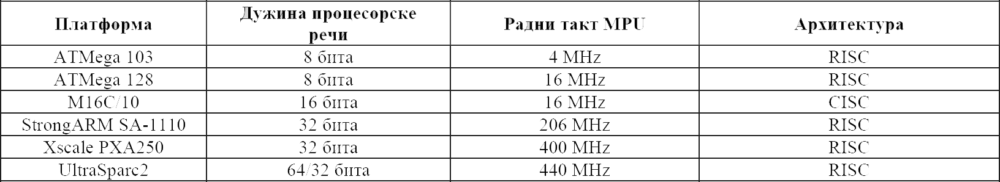 Платформа Дужина процесорске речи Радни такт MPU Архитектура
ATMega 103 8 бита 4 MHz RISC
ATMega 128 8 бита 16 MHz RISC
M16C/10 16 бита 16 MHz CISC
StrongARM SA-1110 32 бита 206 MHz RISC
Xscale PXA250 32 бита 400 MHz RISC
UltraSparc2 64/32 бита 440 MHz RISC